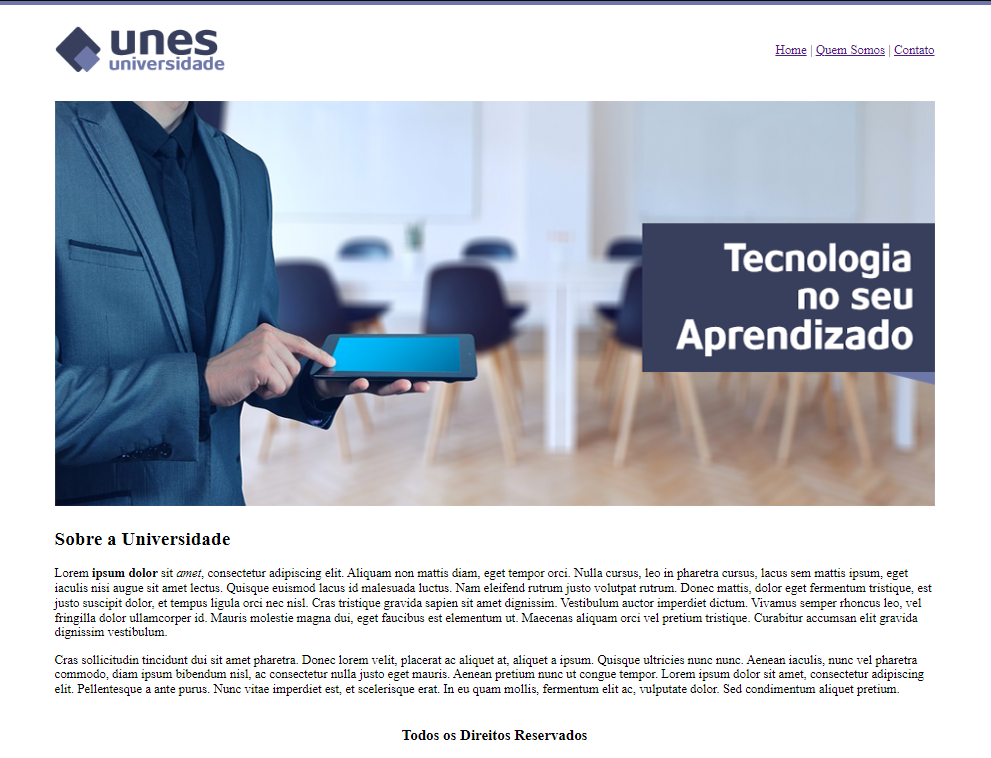 unes
universidade
Home | Quem Somos | Contato
Tecnologia
no seu
Aprendizado
Sobre a Universidade
Lorem ipsum dolor sit amet, consectetur adipiscing elit. Aliquam non mattis diam, eget tempor orci. Nulla cursus, leo in pharetra cursus, lacus sem mattis ipsum, eget
iaculis nisi augue sit amet lectus. Quisque euismod lacus id malesuada luctus. Nam eleifend rutrum justo volutpat rutrum. Donec mattis, dolor eget fermentum tristique, est
justo suscipit dolor, et tempus ligula orci nec nisl. Cras tristique gravida sapien sit amet dignissim. Vestibulum auctor imperdiet dictum. Vivamus semper rhoncus leo, vel
fringilla dolor ullamcorper id. Mauris molestie magna dui, eget faucibus est elementum ut. Maecenas aliquam orci vel pretium tristique. Curabitur accumsan elit gravida
dignissim vestibulum.
Cras sollicitudin tincidunt dui sit amet pharetra. Donec lorem velit, placerat ac aliquet at, aliquet a ipsum. Quisque ultricies nunc nunc. Aenean iaculis, nunc vel pharetra
commodo, diam ipsum bibendum nisl, ac consectetur nulla justo eget mauris. Aenean pretium nunc ut congue tempor. Lorem ipsum dolor sit amet, consectetur adipiscing
elit. Pellentesque a ante purus. Nunc vitae imperdiet est, et scelerisque erat. In eu quam mollis, fermentum elit ac, vulputate dolor. Sed condimentum aliquet pretium.
Todos os Direitos Reservados